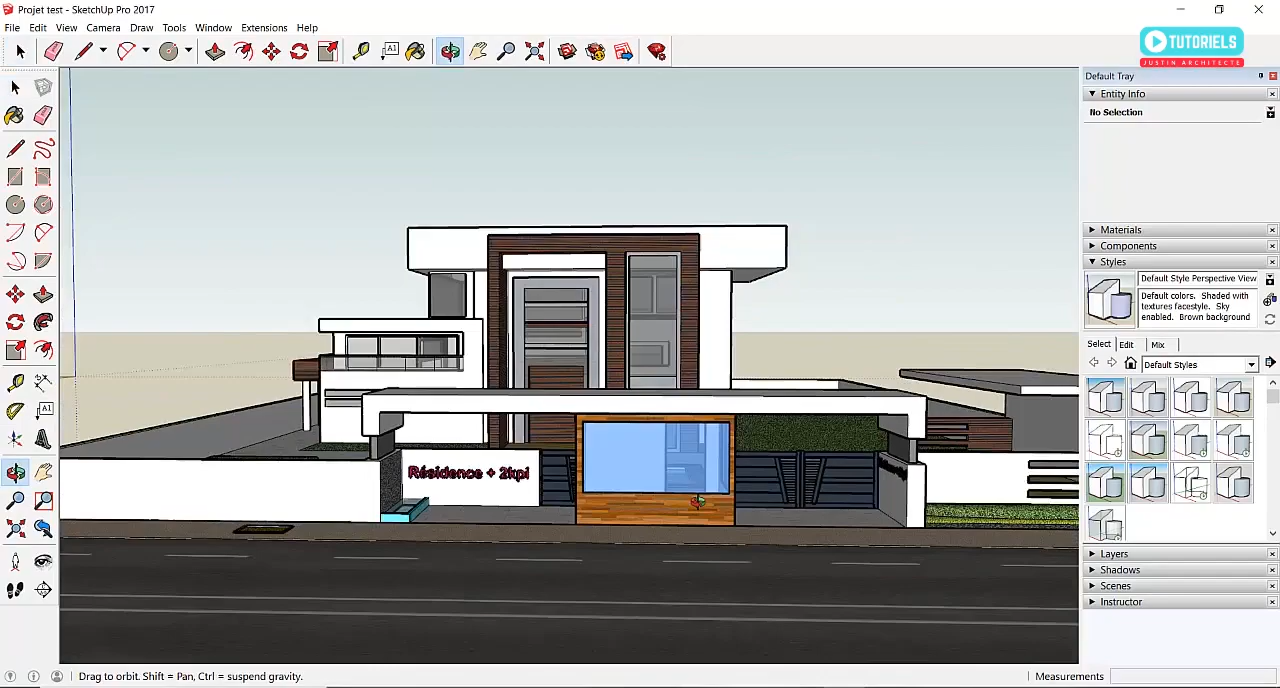 Projet test - SketchUp Pro 2017
File Edit View Camera Draw Tools Window Extensions Help
TUTORIELS
JUSTIN ARCHITECTE
Default Tray
Entity Info
No Selection
Materials
Components
Styles
Default Style Perspective View
Default colors. Shaded with
textures facestyle. Sky
enabled. Brown background
Select Edit Mix
Default Styles
Layers
Shadows
Scenes
Instructor
Résidence + 2kpi
Drag to orbit. Shift = Pan, Ctrl = suspend gravity.
Measurements